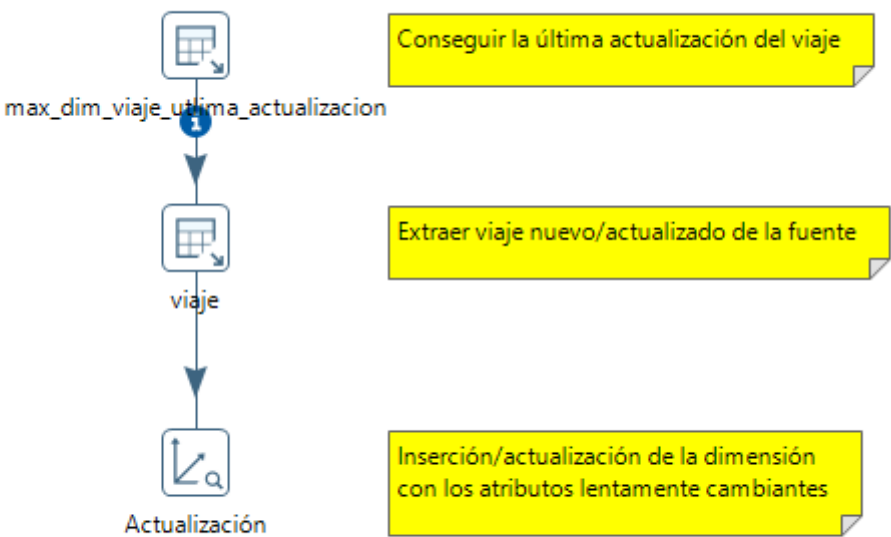 Conseguir la última actualización del viaje
max_dim_viaje_utlima_actualizacion
Extraer viaje nuevo/actualizado de la fuente
viaje
Inserción/actualización de la dimensión
con los atributos lentamente cambiantes
Actualización